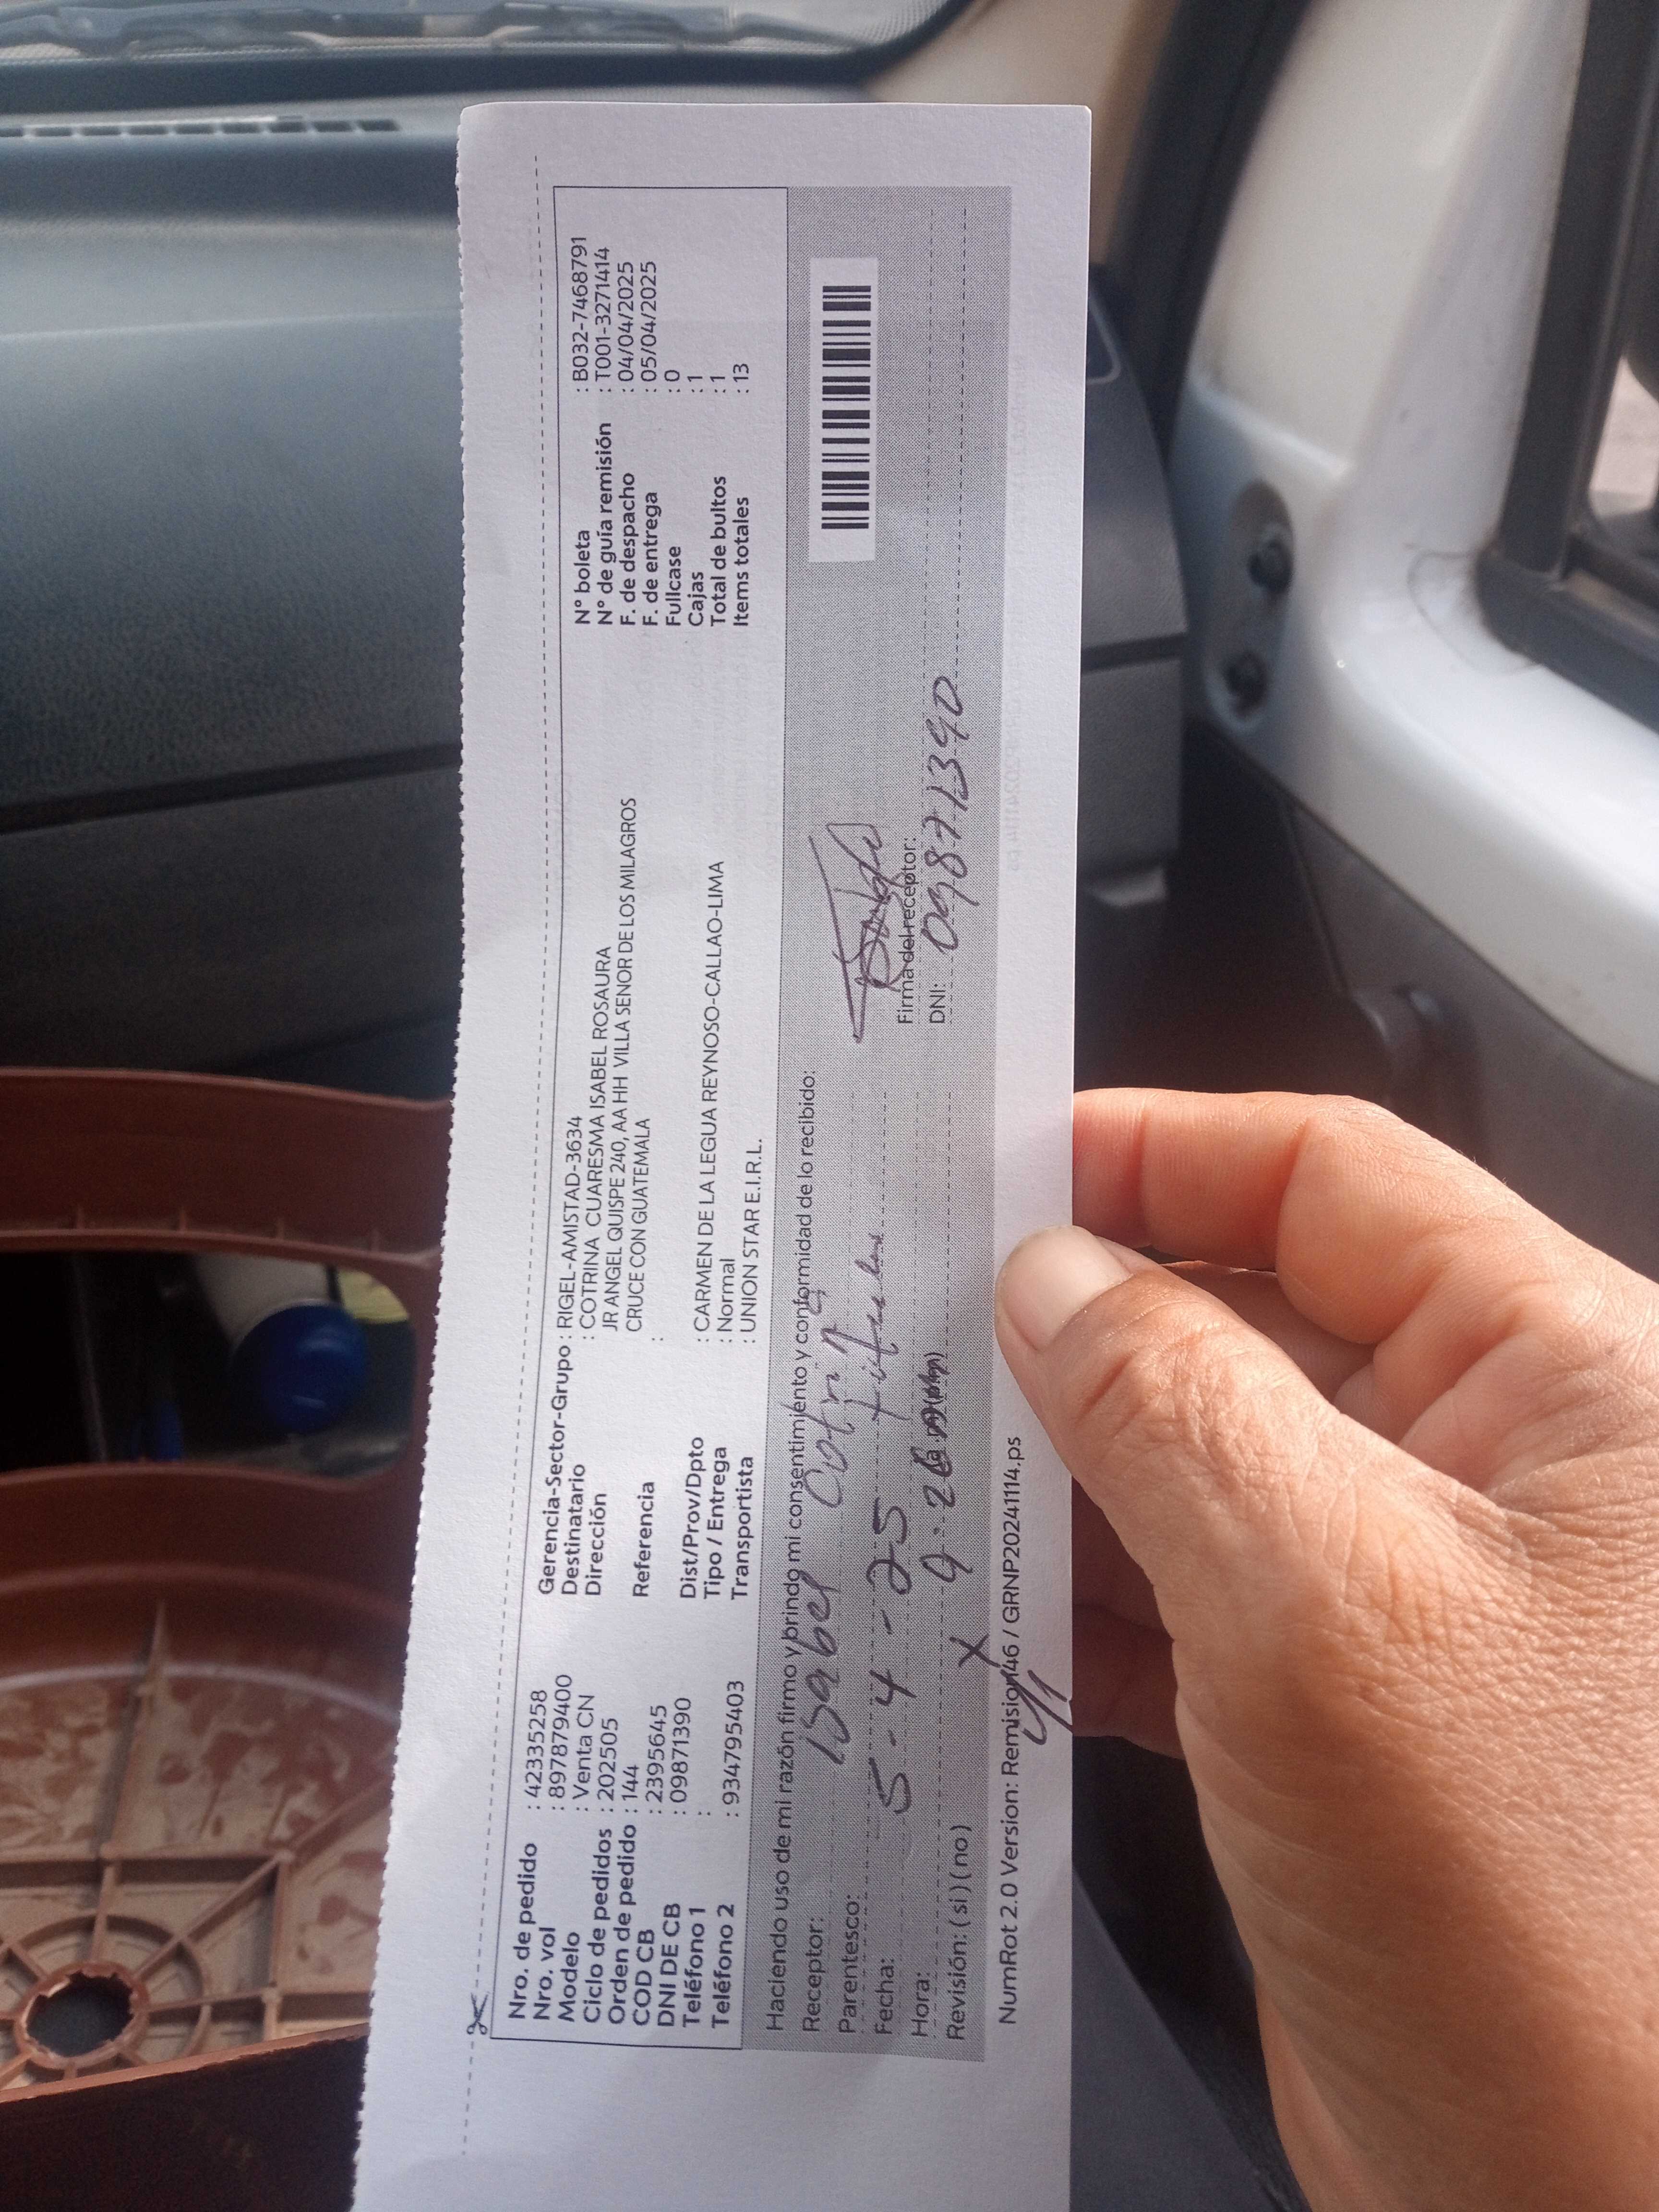 Nro. de pedido : 42335258
Nro. vol : 897879400
Modelo : Venta CN
Ciclo de pedidos : 202505
Orden de pedido : 144
COD CB : 2395645
DNI DE CB : 09871390
Teléfono 1 :
Teléfono 2 : 934795403
Gerencia-Sector-Grupo : RIGEL-AMISTAD-3634
Destinatario : COTRINA CUARESMA ISABEL ROSAURA
Dirección JR ANGEL QUISPE 240, AA HH VILLA SENOR DE LOS MILAGROS
CRUCE CON GUATEMALA
Referencia :
Dist/Prov/Dpto : CARMEN DE LA LEGUA REYNOSO-CALLAO-LIMA
Tipo / Entrega : Normal
Transportista : UNION STAR E.I.R.L.
N° boleta : B032-7468791
N° de guía remisión : T001-3271414
F. de despacho : 04/04/2025
F. de entrega : 05/04/2025
Fullcase : 0
Cajas : 1
Total de bultos : 1
Items totales : 13
Haciendo uso de mi razón firmo y brindo mi consentimiento y conformidad de lo recibido:
Receptor: Isabel Cotrina
Parentesco: titular
Fecha: 5-4-25
Hora: 9:2
Revisión: (si) (no) X
Firma del receptor:
DNI: 09871390
NumRot 2.0 Version: Remision46 / GRNP20241114.ps